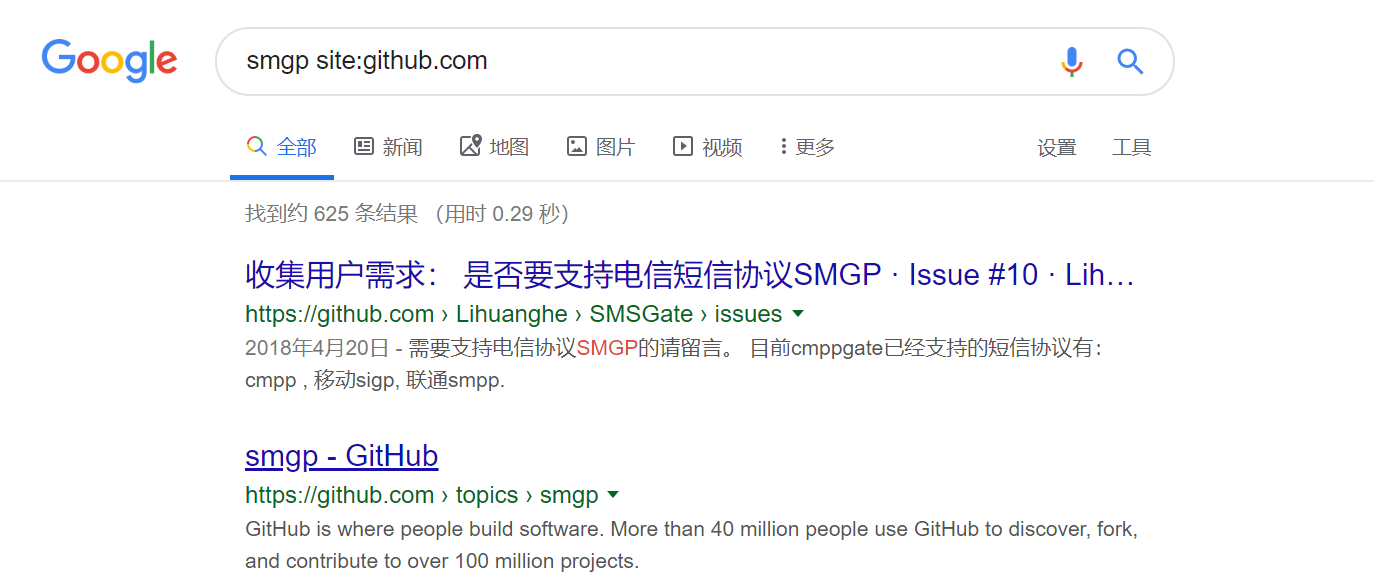 Google
smgp site:github.com
全部 新闻 地图 图片 视频 更多 设置 工具
找到约 625 条结果 （用时 0.29 秒）
收集用户需求： 是否要支持电信短信协议SMGP · Issue #10 · Lih…
https://github.com › Lihuanghe › SMSGate › issues
2018年4月20日 - 需要支持电信协议SMGP的请留言。 目前cmppgate已经支持的短信协议有：
cmpp , 移动sigp, 联通smpp.
smgp - GitHub
https://github.com › topics › smgp
GitHub is where people build software. More than 40 million people use GitHub to discover, fork,
and contribute to over 100 million projects.